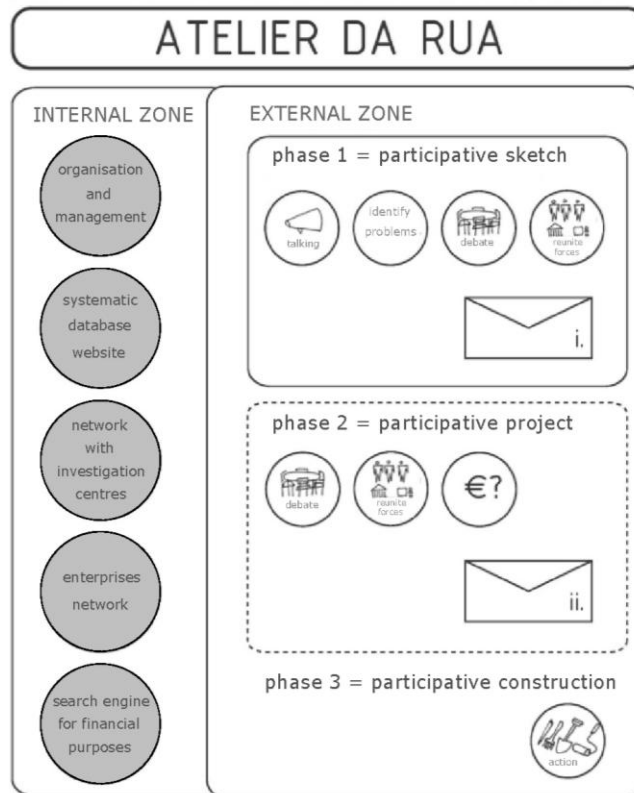 ATELIER DA RUA
INTERNAL ZONE
organisation
and
management
systematic
database
website
network
with
investigation
centres
enterprises
network
search engine
for financial
purposes
EXTERNAL ZONE
phase 1 = participative sketch
talking
identify
problems
debate
reunite
forces
i.
phase 2 = participative project
debate
reunite
forces
€?
ii.
phase 3 = participative construction
action